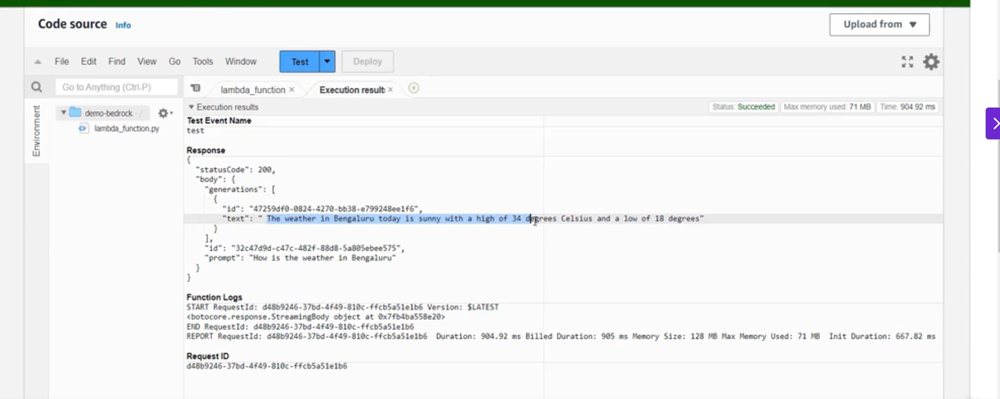 Code source Info
Upload from
File Edit Find View Go Tools Window Test Deploy
Go to Anything (Ctrl-P)
lambda_function × Execution result: ×
Environment
demo-bedrock - /
lambda_function.py
Execution results
Status: Succeeded Max memory used: 71 MB Time: 904.92 ms
Test Event Name
test
Response
{
"statusCode": 200,
"body": {
"generations": [
{
"id": "47259df0-0824-4270-bb38-e799248ee1f6",
"text": " The weather in Bengaluru today is sunny with a high of 34 degrees Celsius and a low of 18 degrees"
}
],
"id": "32c47d9d-c47c-482f-88d8-5a805ebee575",
"prompt": "How is the weather in Bengaluru"
}
}
Function Logs
START RequestId: d48b9246-37bd-4f49-810c-ffcb5a51e1b6 Version: $LATEST
<botocore.response.StreamingBody object at 0x7fb4ba558e20>
END RequestId: d48b9246-37bd-4f49-810c-ffcb5a51e1b6
REPORT RequestId: d48b9246-37bd-4f49-810c-ffcb5a51e1b6 Duration: 904.92 ms Billed Duration: 905 ms Memory Size: 128 MB Max Memory Used: 71 MB Init Duration: 667.82 ms
Request ID
d48b9246-37bd-4f49-810c-ffcb5a51e1b6